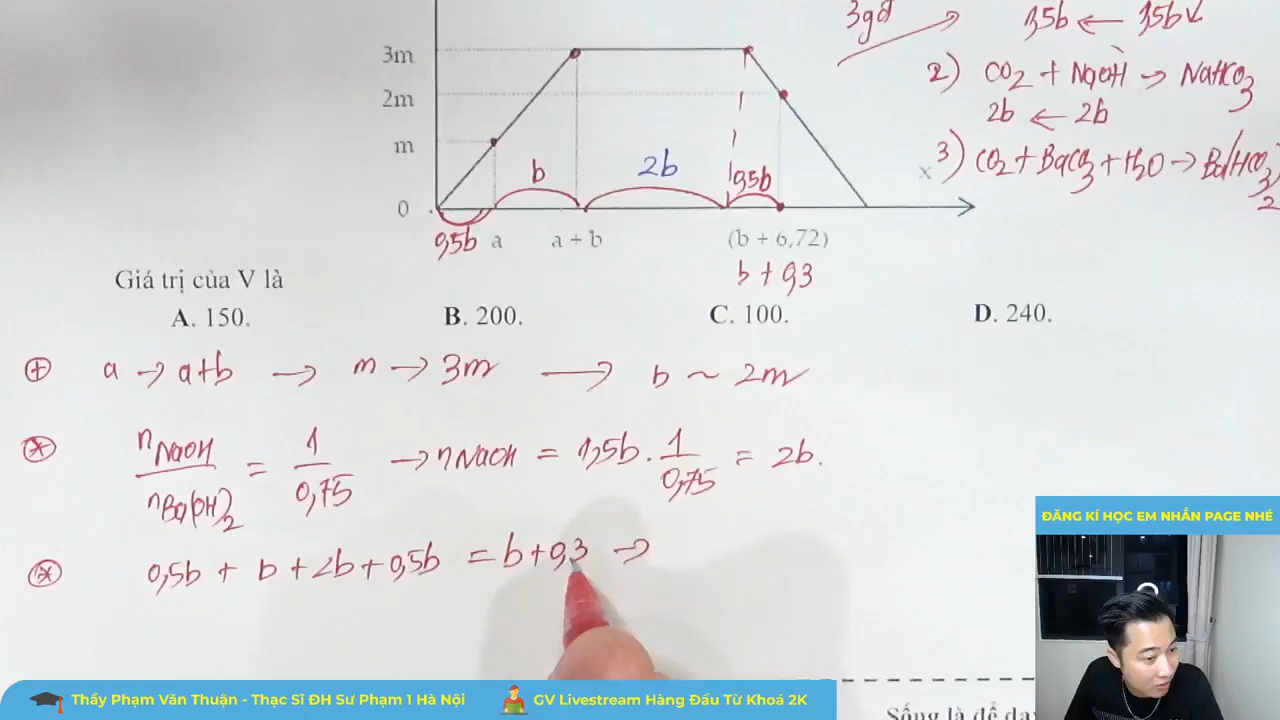 3gđ
1,5b ← 1,5b ↓
3m
2) CO2 + NaOH → NaHCO3
2m
2b ← 2b
m
b
2b
0,5b
3) CO2 + BaCO3 + H2O → Ba(HCO3)2
x
0
0,5b
a
a + b
(b + 6,72)
b + 0,3
Giá trị của V là
A. 150.
B. 200.
C. 100.
D. 240.
a → a+b → m → 3m → b ~ 2m
nNaOH / nBa(OH)2 = 1 / 0,75 → nNaOH = 1,5b . 1 / 0,75 = 2b.
0,5b + b + 2b + 0,5b = b + 0,3 →
ĐĂNG KÍ HỌC EM NHẮN PAGE NHÉ
Thầy Phạm Văn Thuận - Thạc Sĩ ĐH Sư Phạm 1 Hà Nội
GV Livestream Hàng Đầu Từ Khoá 2K
Sống là để dạy